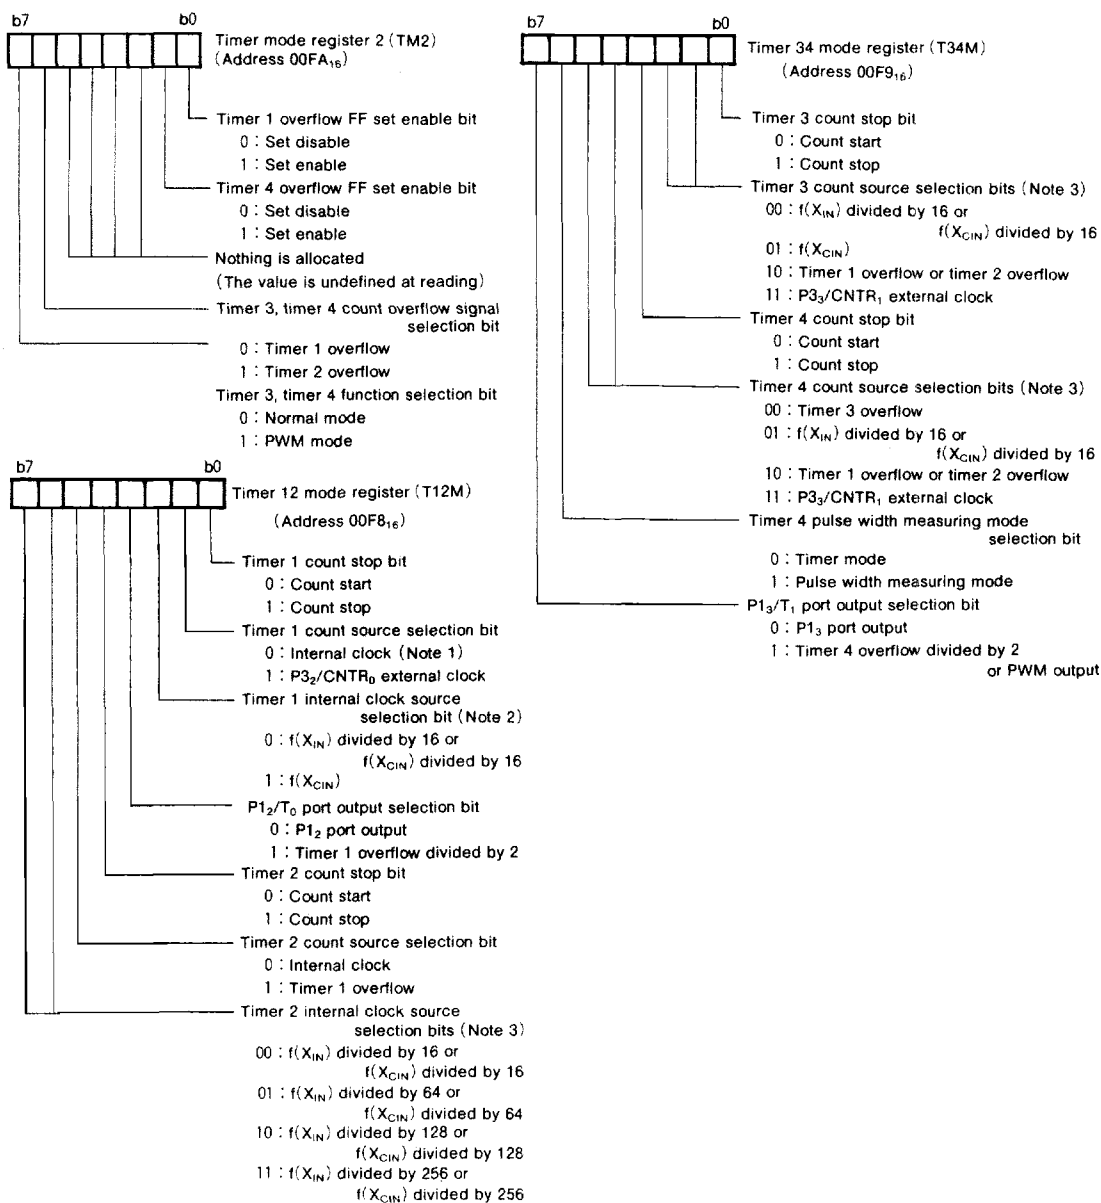 b7 b0
Timer mode register 2 (TM2)
(Address 00FA₁₆)
Timer 1 overflow FF set enable bit
0 : Set disable
1 : Set enable
Timer 4 overflow FF set enable bit
0 : Set disable
1 : Set enable
Nothing is allocated
(The value is undefined at reading)
Timer 3, timer 4 count overflow signal
selection bit
0 : Timer 1 overflow
1 : Timer 2 overflow
Timer 3, timer 4 function selection bit
0 : Normal mode
1 : PWM mode
b7 b0
Timer 12 mode register (T12M)
(Address 00F8₁₆)
Timer 1 count stop bit
0 : Count start
1 : Count stop
Timer 1 count source selection bit
0 : Internal clock (Note 1)
1 : P3₂/CNTR₀ external clock
Timer 1 internal clock source
selection bit (Note 2)
0 : f(X_IN) divided by 16 or
f(X_CIN) divided by 16
1 : f(X_CIN)
P1₂/T₀ port output selection bit
0 : P1₂ port output
1 : Timer 1 overflow divided by 2
Timer 2 count stop bit
0 : Count start
1 : Count stop
Timer 2 count source selection bit
0 : Internal clock
1 : Timer 1 overflow
Timer 2 internal clock source
selection bits (Note 3)
00 : f(X_IN) divided by 16 or
f(X_CIN) divided by 16
01 : f(X_IN) divided by 64 or
f(X_CIN) divided by 64
10 : f(X_IN) divided by 128 or
f(X_CIN) divided by 128
11 : f(X_IN) divided by 256 or
f(X_CIN) divided by 256
b7 b0
Timer 34 mode register (T34M)
(Address 00F9₁₆)
Timer 3 count stop bit
0 : Count start
1 : Count stop
Timer 3 count source selection bits (Note 3)
00 : f(X_IN) divided by 16 or
f(X_CIN) divided by 16
01 : f(X_CIN)
10 : Timer 1 overflow or timer 2 overflow
11 : P3₃/CNTR₁ external clock
Timer 4 count stop bit
0 : Count start
1 : Count stop
Timer 4 count source selection bits (Note 3)
00 : Timer 3 overflow
01 : f(X_IN) divided by 16 or
f(X_CIN) divided by 16
10 : Timer 1 overflow or timer 2 overflow
11 : P3₃/CNTR₁ external clock
Timer 4 pulse width measuring mode
selection bit
0 : Timer mode
1 : Pulse width measuring mode
P1₃/T₁ port output selection bit
0 : P1₃ port output
1 : Timer 4 overflow divided by 2
or PWM output